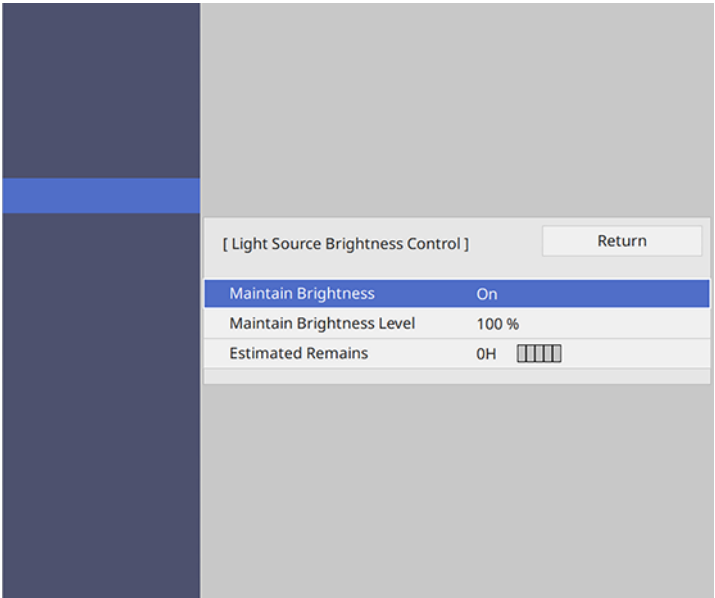 [ Light Source Brightness Control ] Return
Maintain Brightness On
Maintain Brightness Level 100 %
Estimated Remains 0H